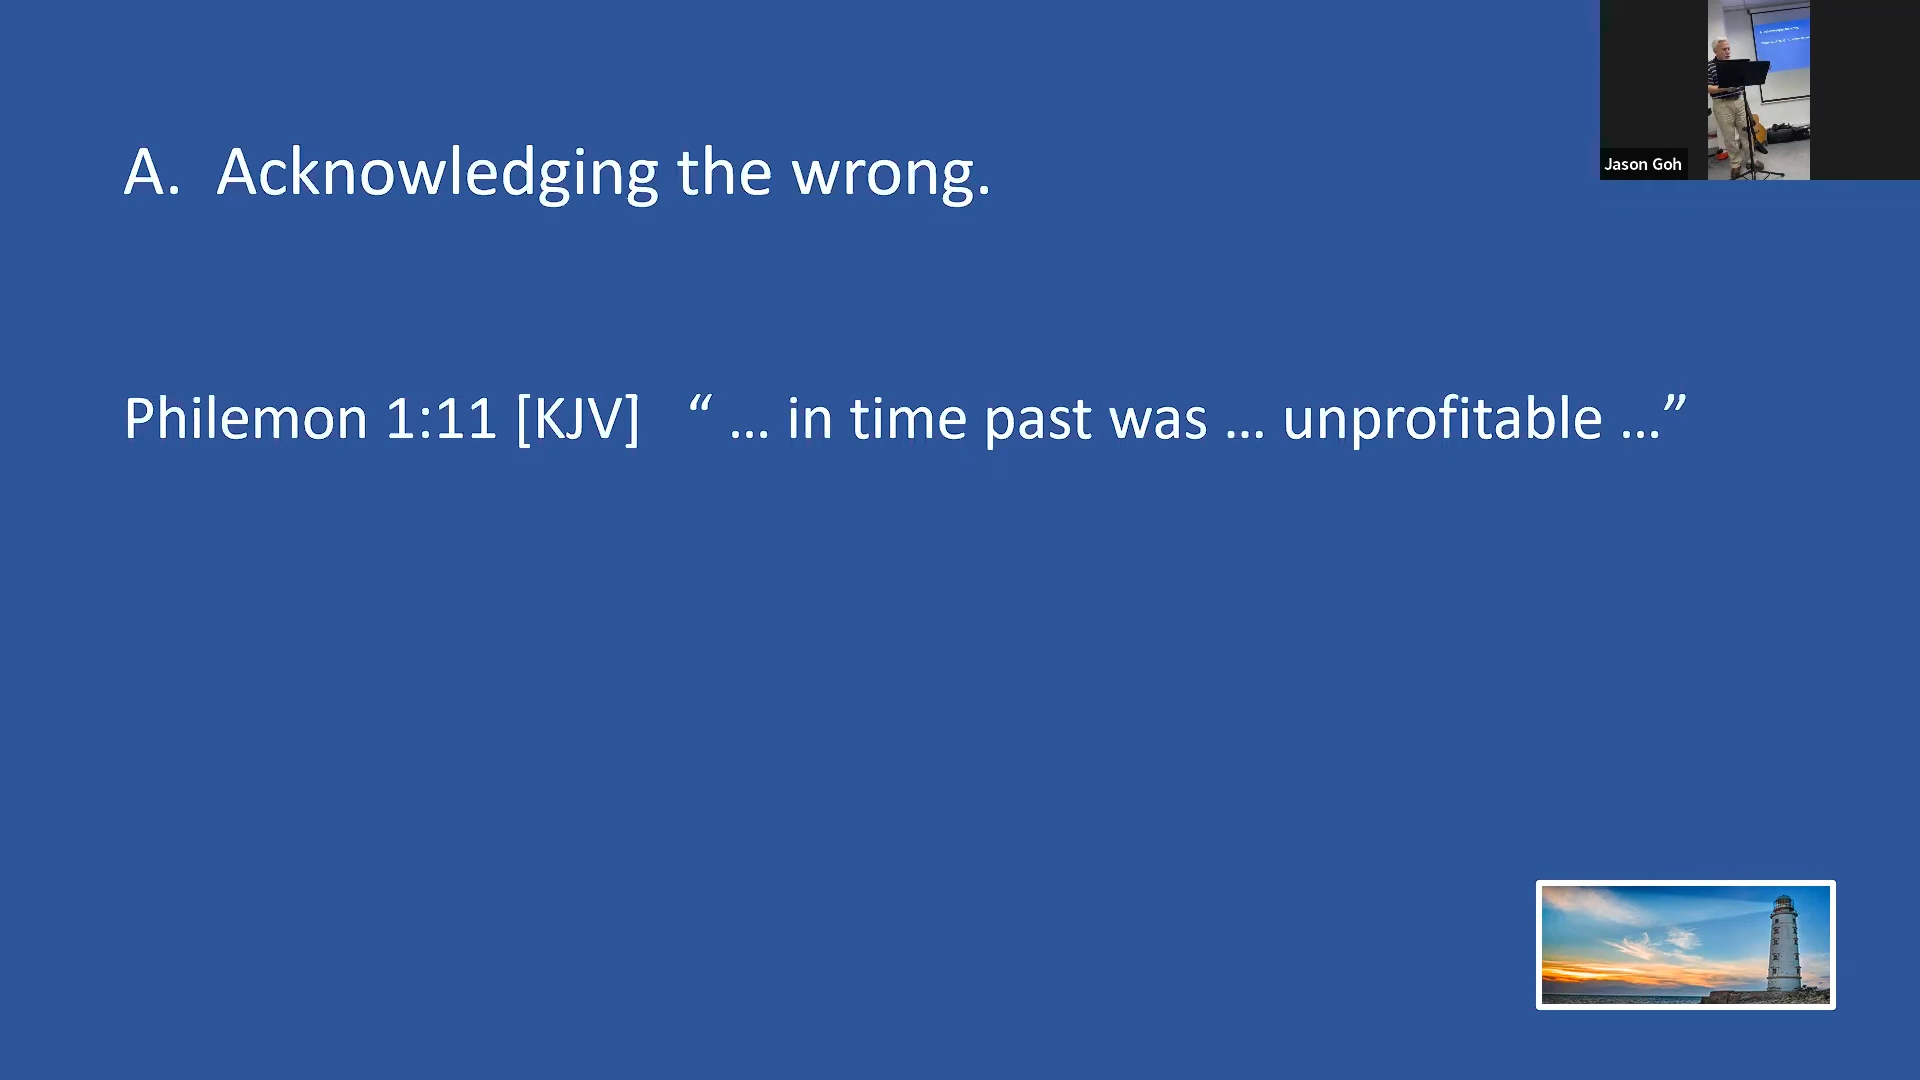 A. Acknowledging the wrong.
Jason Goh
Philemon 1:11 [KJV] “ ... in time past was ... unprofitable ...”